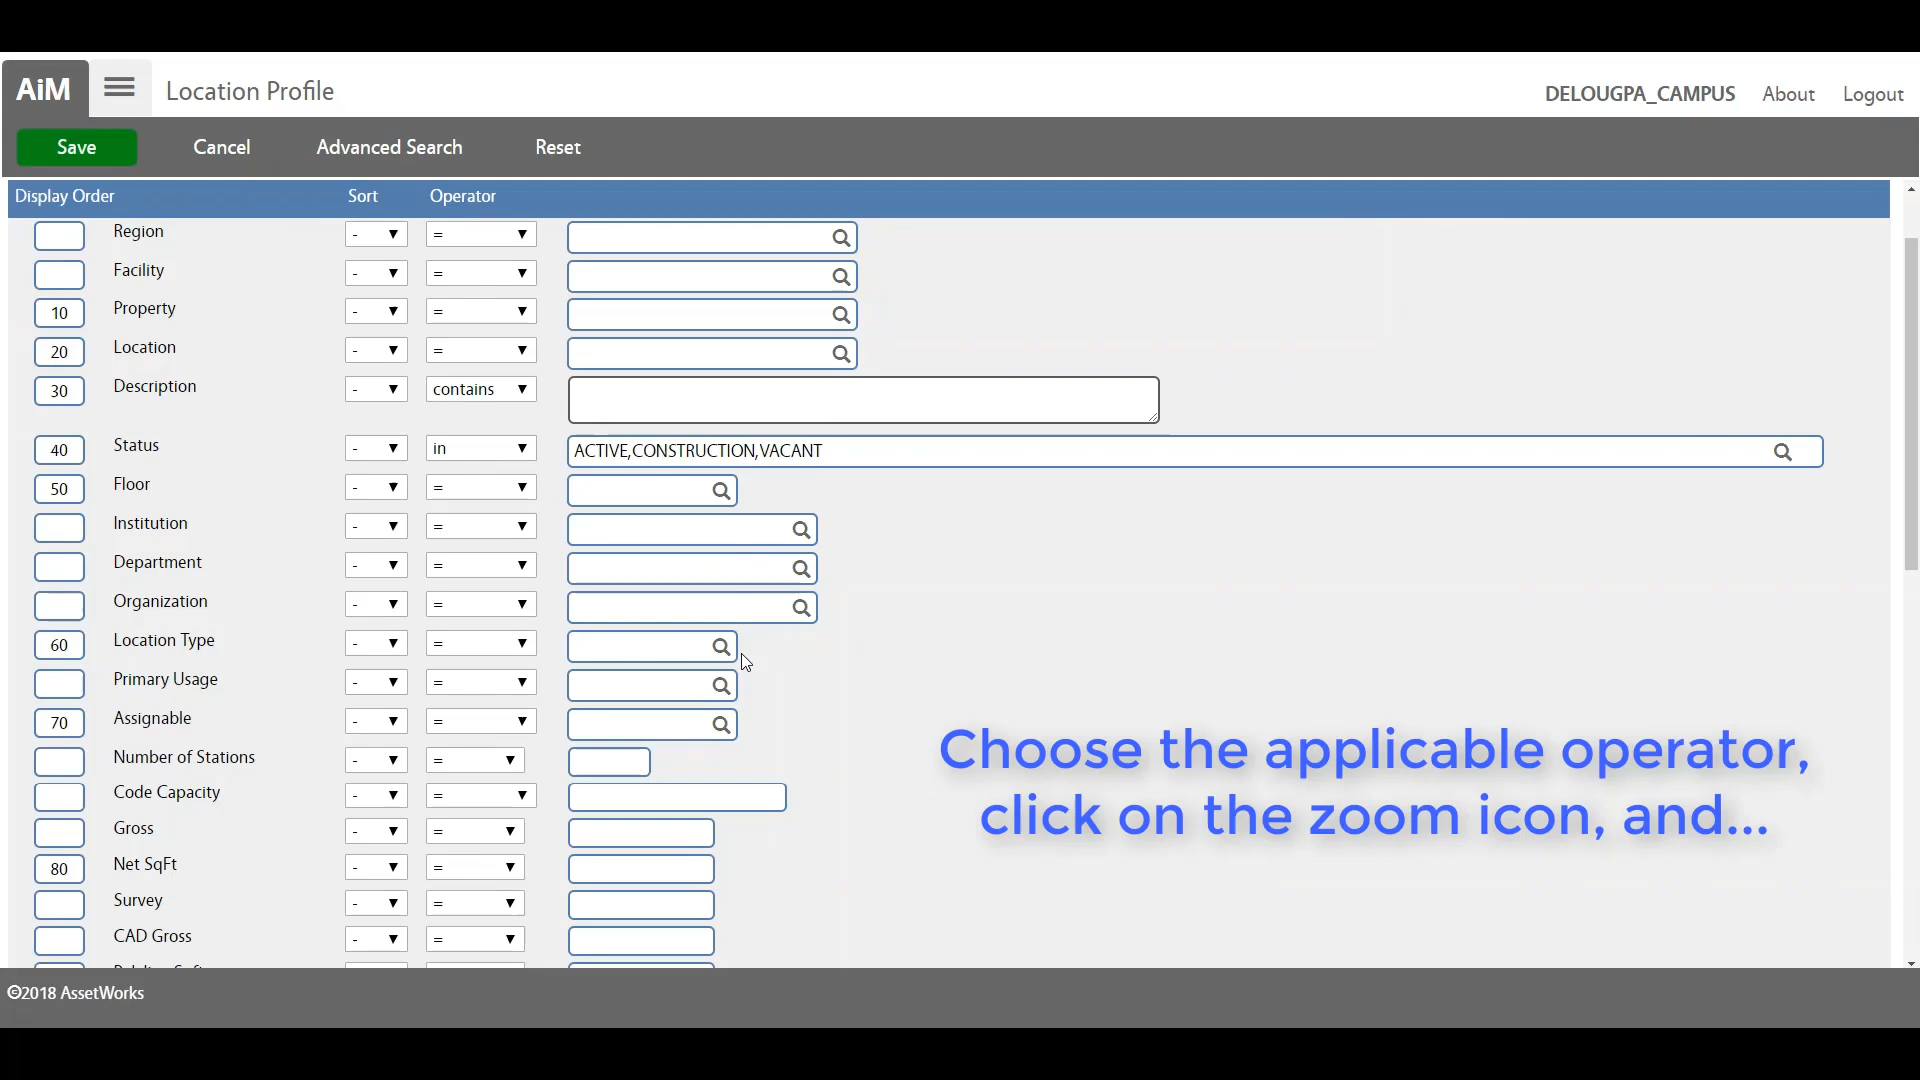 AiM Location Profile DELOUGPA_CAMPUS About Logout
Save Cancel Advanced Search Reset
Display Order Sort Operator
Region - =
Facility - =
10 Property - =
20 Location - =
30 Description - contains
40 Status - in ACTIVE,CONSTRUCTION,VACANT
50 Floor - =
Institution - =
Department - =
Organization - =
60 Location Type - =
Primary Usage - =
70 Assignable - =
Number of Stations - =
Code Capacity - =
Gross - =
80 Net SqFt - =
Survey - =
CAD Gross - =
Choose the applicable operator,
click on the zoom icon, and...
©2018 AssetWorks